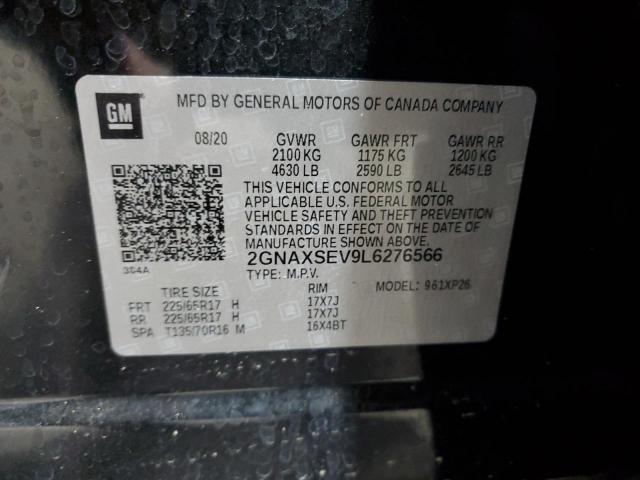 GM
MFD BY GENERAL MOTORS OF CANADA COMPANY
08/20 GVWR GAWR FRT GAWR RR
2100 KG 1175 KG 1200 KG
4630 LB 2590 LB 2645 LB
THIS VEHICLE CONFORMS TO ALL
APPLICABLE U.S. FEDERAL MOTOR
VEHICLE SAFETY AND THEFT PREVENTION
STANDARDS IN EFFECT ON THE DATE OF
MANUFACTURE SHOWN ABOVE.
2GNAXSEV9L6276566
304A
TYPE: M.P.V. MODEL: 961XP26
TIRE SIZE RIM
FRT 225/65R17 H 17X7J
RR 225/65R17 H 17X7J
SPA T135/70R16 M 16X4BT